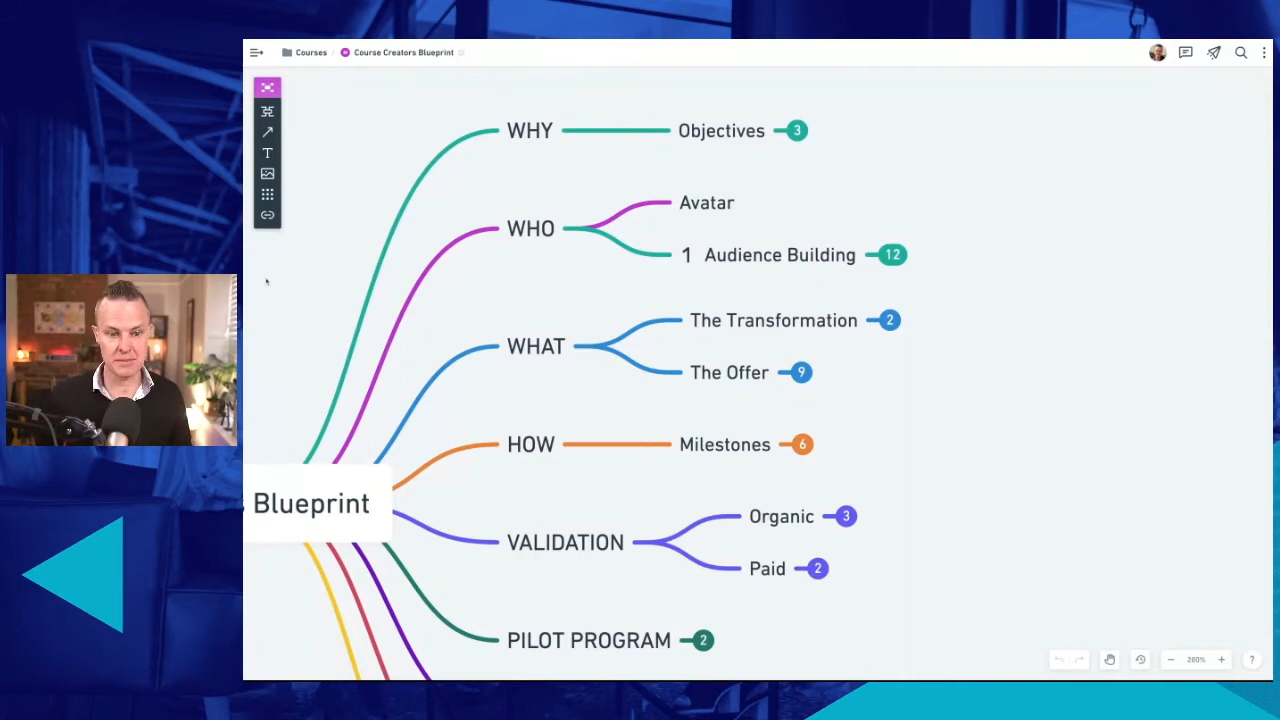 Courses / Course Creators Blueprint
WHY
Objectives
3
WHO
Avatar
1 Audience Building
12
WHAT
The Transformation
2
The Offer
9
HOW
Milestones
6
Blueprint
VALIDATION
Organic
3
Paid
2
PILOT PROGRAM
2
T
− 200% +
?